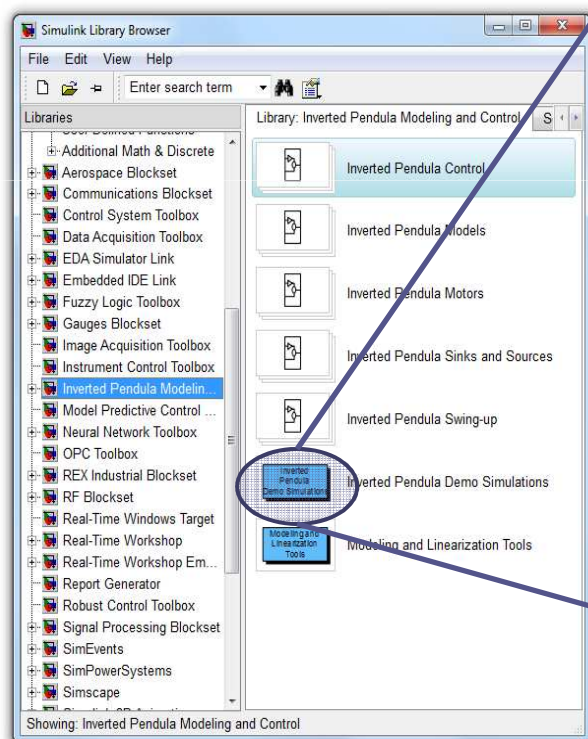 Simulink Library Browser
File Edit View Help
Enter search term
Libraries
User-Defined Functions
Additional Math & Discrete
Aerospace Blockset
Communications Blockset
Control System Toolbox
Data Acquisition Toolbox
EDA Simulator Link
Embedded IDE Link
Fuzzy Logic Toolbox
Gauges Blockset
Image Acquisition Toolbox
Instrument Control Toolbox
Inverted Pendula Modelin...
Model Predictive Control ...
Neural Network Toolbox
OPC Toolbox
REX Industrial Blockset
RF Blockset
Real-Time Windows Target
Real-Time Workshop
Real-Time Workshop Em...
Report Generator
Robust Control Toolbox
Signal Processing Blockset
SimEvents
SimPowerSystems
Simscape
Library: Inverted Pendula Modeling and Control
S
Inverted Pendula Control
Inverted Pendula Models
Inverted Pendula Motors
Inverted Pendula Sinks and Sources
Inverted Pendula Swing-up
Inverted
Pendula
Demo Simulations
Inverted Pendula Demo Simulations
Modeling and
Linearization
Tools
Modeling and Linearization Tools
Showing: Inverted Pendula Modeling and Control